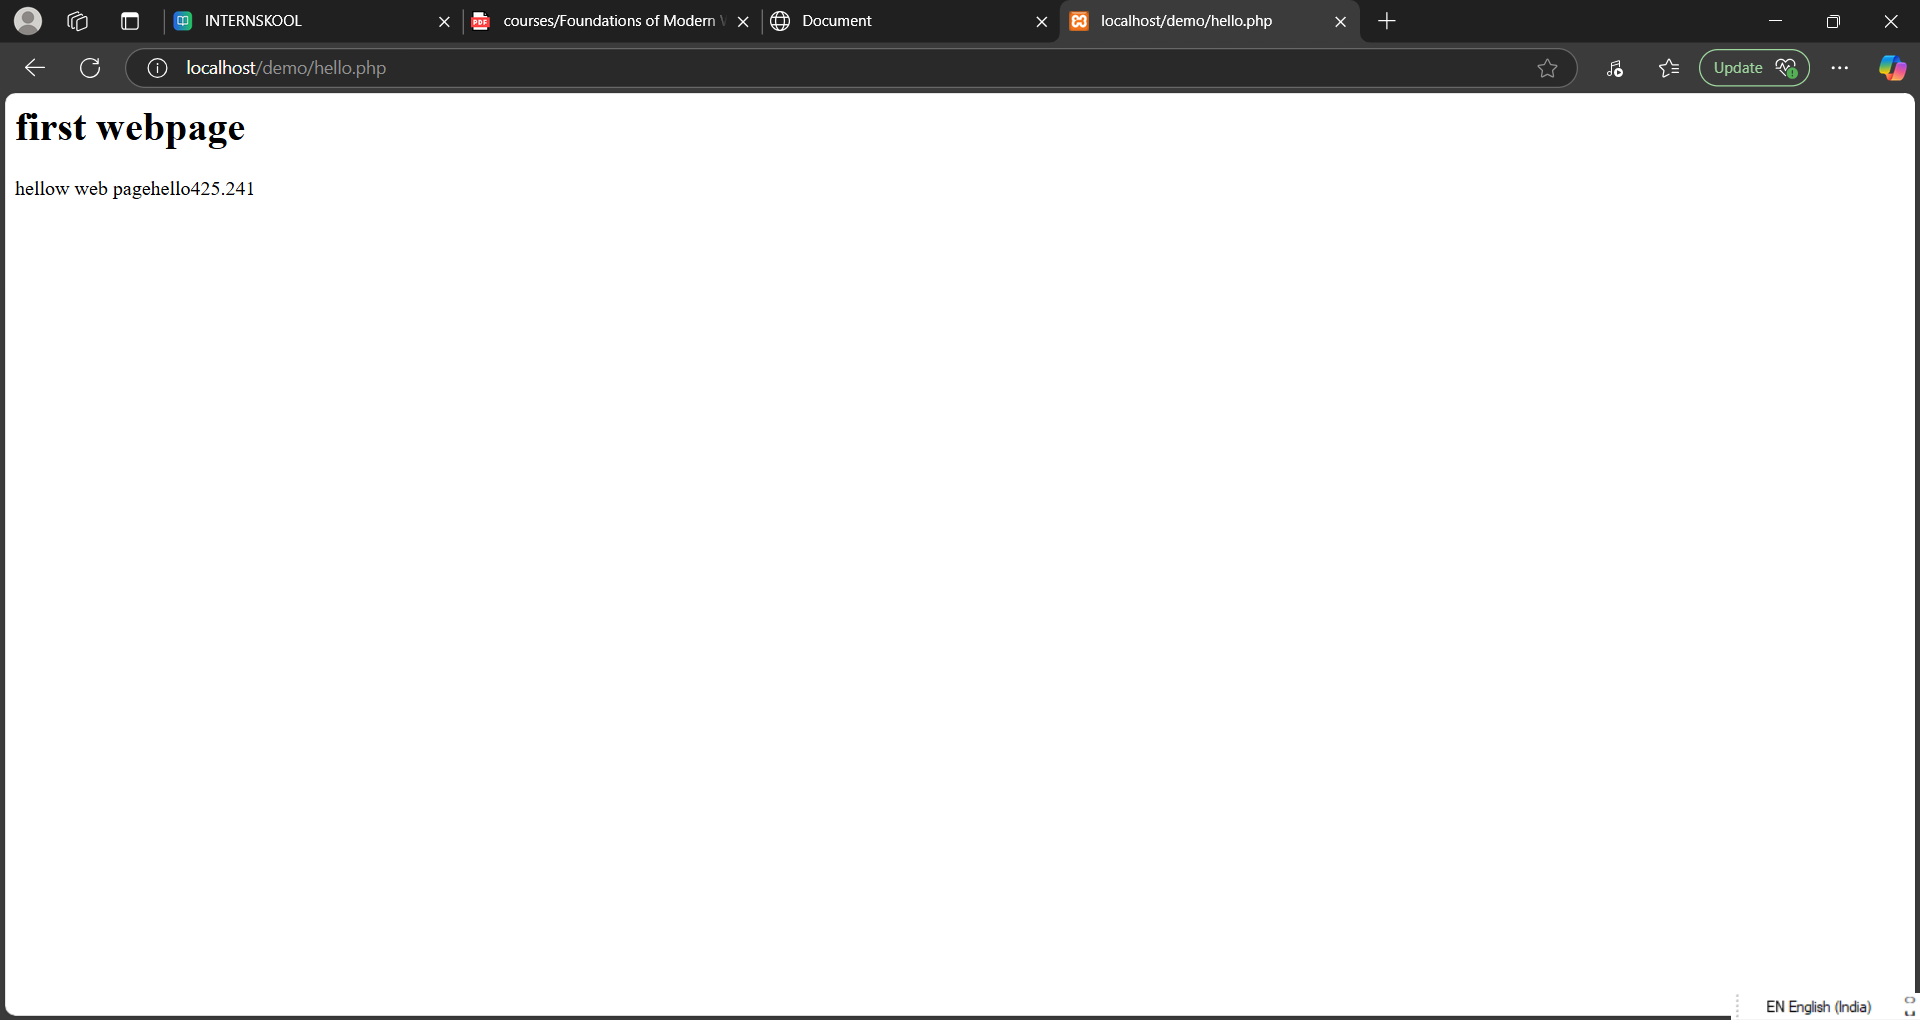 INTERNSKOOL
courses/Foundations of Modern
Document
localhost/demo/hello.php
localhost/demo/hello.php
Update
first webpage
hellow web pagehello425.241
EN English (India)